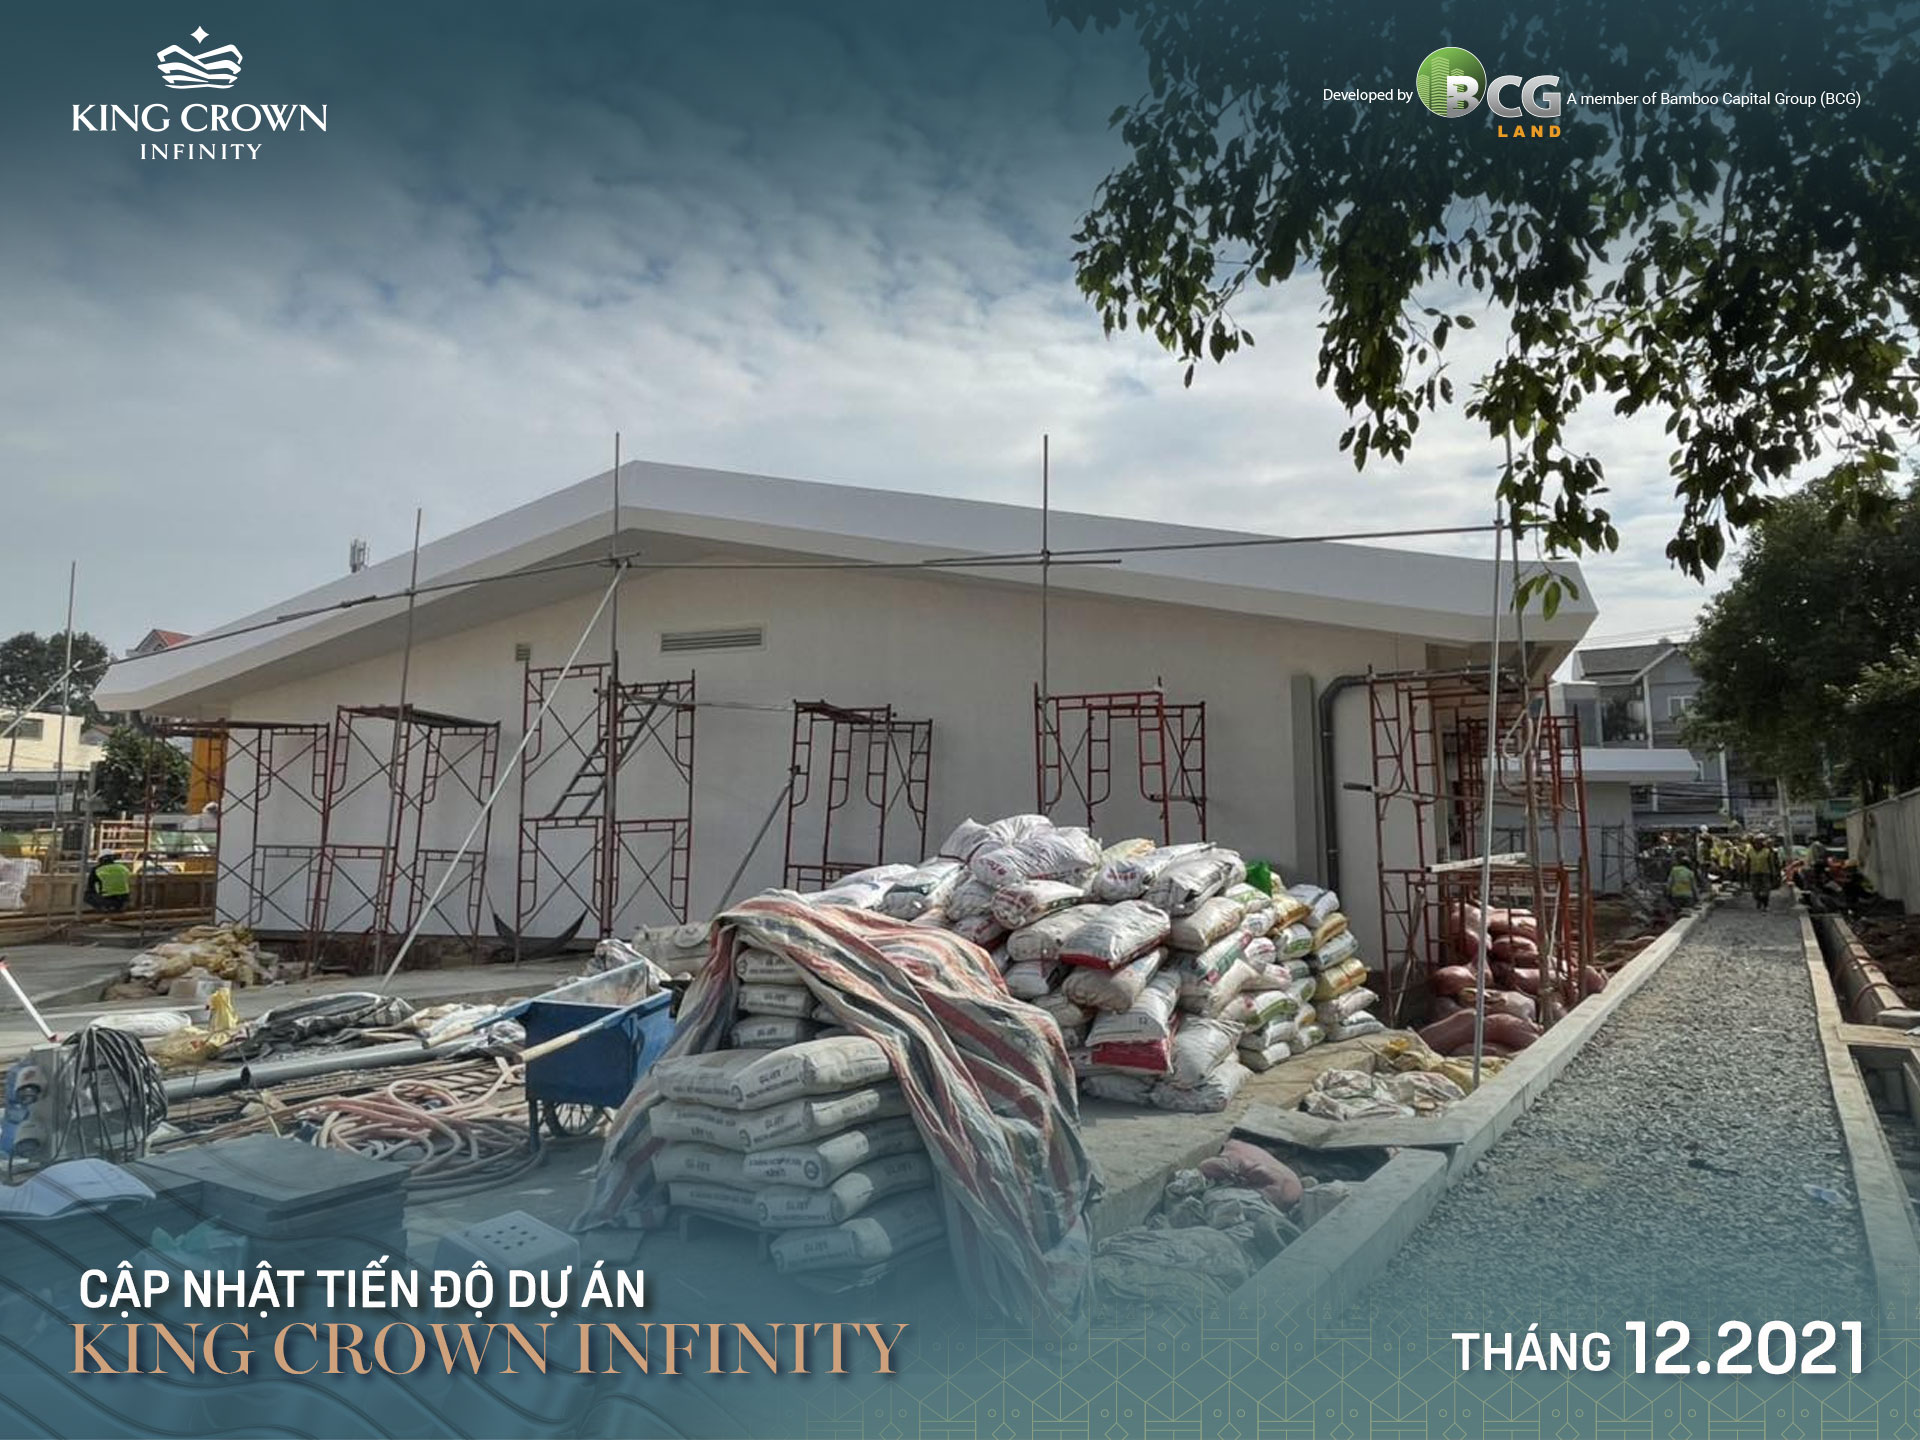 KING CROWN
INFINITY
Developed by BCG A member of Bamboo Capital Group (BCG)
LAND
CẬP NHẬT TIẾN ĐỘ DỰ ÁN
KING CROWN INFINITY
THÁNG 12.2021